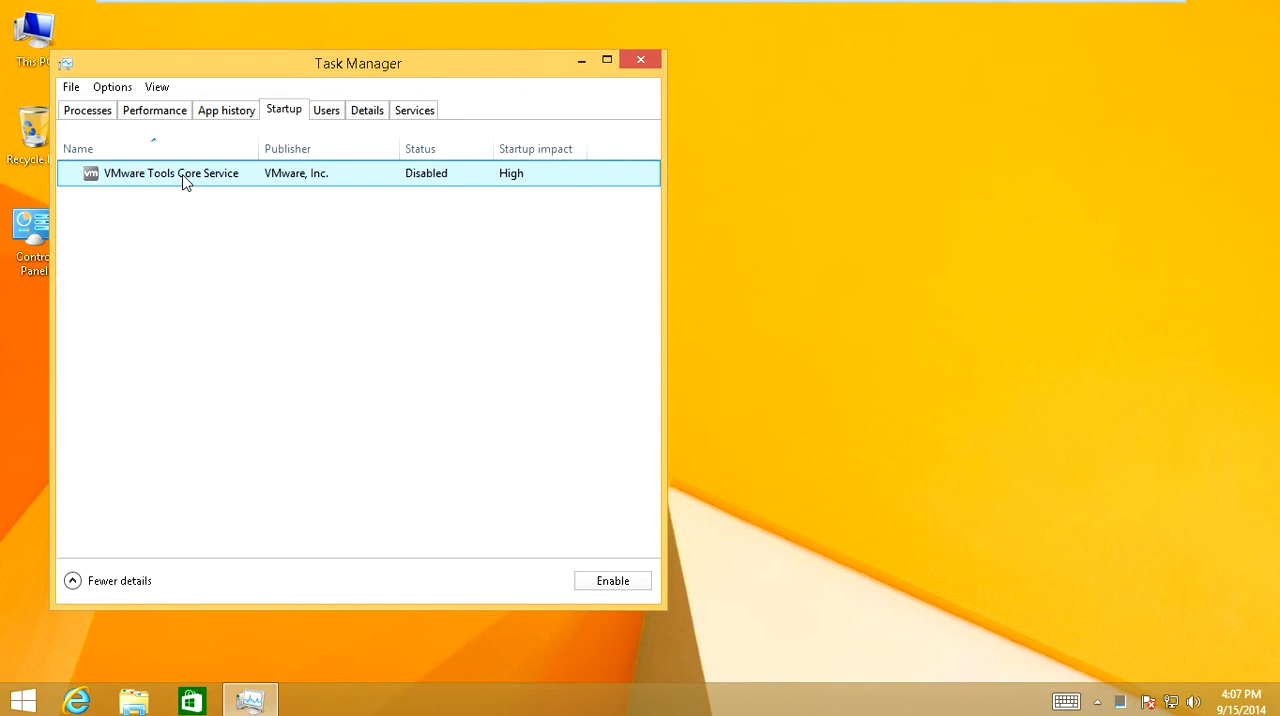 This PC
Recycle
Control
Panel
Task Manager
File Options View
Processes Performance App history Startup Users Details Services
Name Publisher Status Startup impact
vm VMware Tools Core Service VMware, Inc. Disabled High
Fewer details Enable
4:07 PM
9/15/2014